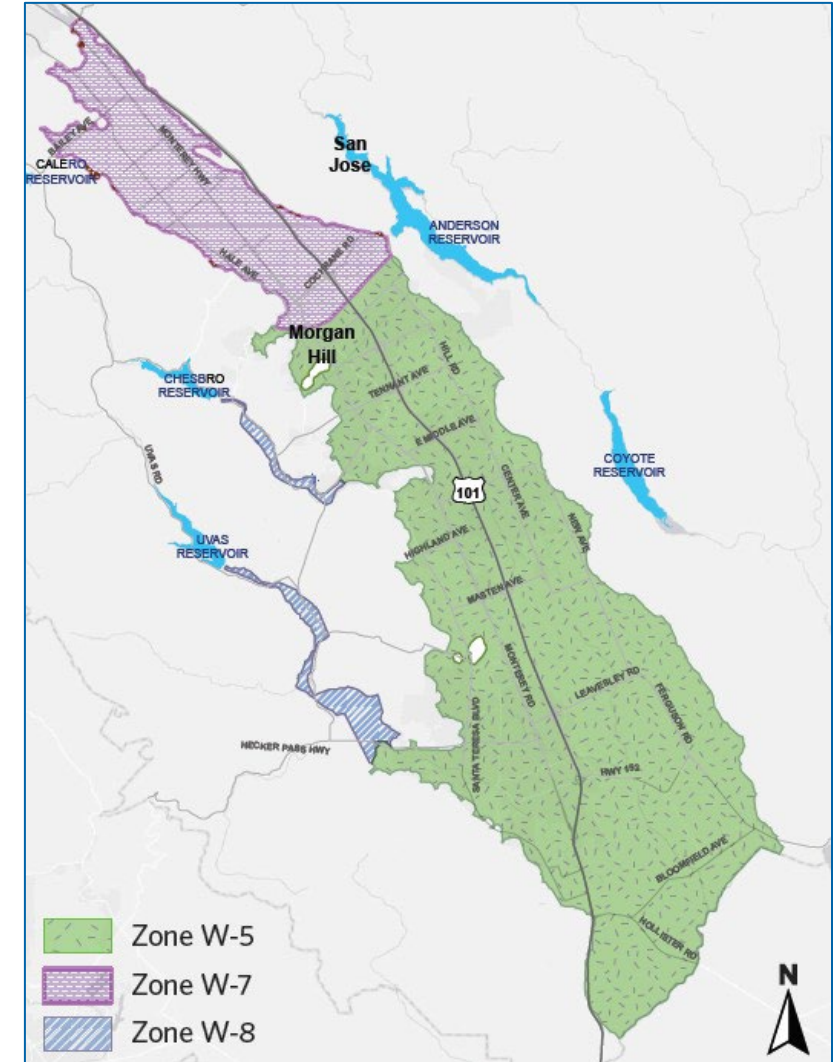 San
Jose
BAILEY AVE
MONTEREY HWY
CALERO
RESERVOIR
ANDERSON
RESERVOIR
HALE AVE
COCHRANE RD
Morgan
Hill
CHESBRO
RESERVOIR
HILL RD
TENNANT AVE
E MIDDLE AVE
UVAS RD
COYOTE
RESERVOIR
101
CENTER AVE
UVAS
RESERVOIR
HIGHLAND AVE
NEW AVE
MASTEN AVE
MONTEREY RD
LEAVESLEY RD
FERGUSON RD
SANTA TERESA BLVD
HECKER PASS HWY
HWY 152
BLOOMFIELD AVE
HOLLISTER RD
Zone W-5
Zone W-7
Zone W-8
N